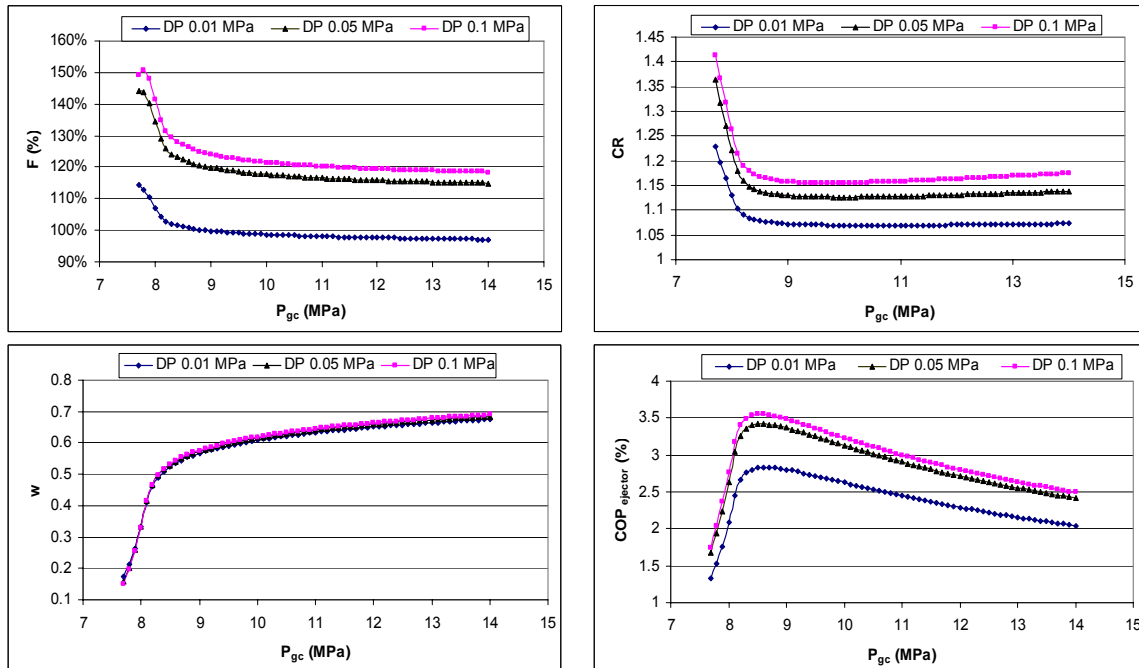 DP 0.01 MPa DP 0.05 MPa DP 0.1 MPa
160%
150%
140%
130%
120%
110%
100%
90%
F (%)
7 8 9 10 11 12 13 14 15
Pgc (MPa)
DP 0.01 MPa DP 0.05 MPa DP 0.1 MPa
1.45
1.4
1.35
1.3
1.25
1.2
1.15
1.1
1.05
1
CR
7 9 11 13 15
Pgc (MPa)
DP 0.01 MPa DP 0.05 MPa DP 0.1 MPa
0.8
0.7
0.6
0.5
0.4
0.3
0.2
0.1
w
7 8 9 10 11 12 13 14 15
Pgc (MPa)
DP 0.01 MPa DP 0.05 MPa DP 0.1 MPa
4
3.5
3
2.5
2
1.5
1
COP ejector (%)
7 8 9 10 11 12 13 14 15
Pgc (MPa)